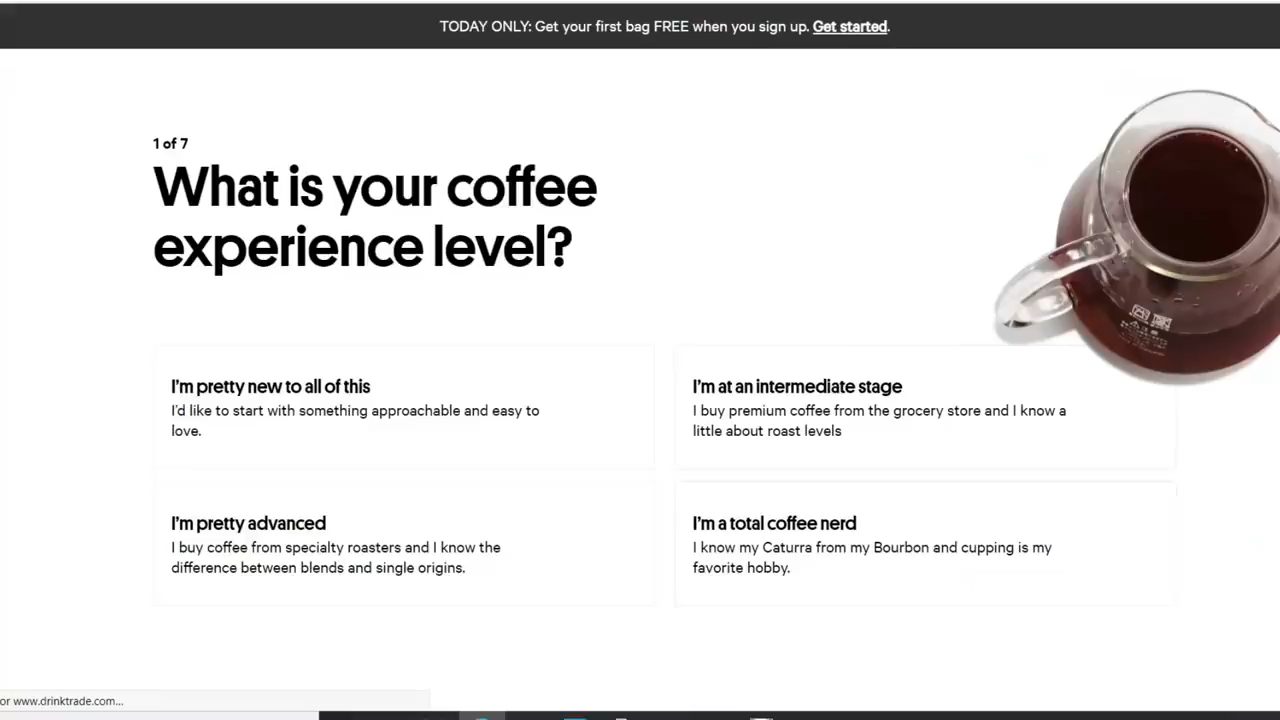 TODAY ONLY: Get your first bag FREE when you sign up. Get started.
1 of 7
What is your coffee
experience level?
I'm pretty new to all of this
I'd like to start with something approachable and easy to
love.
I'm at an intermediate stage
I buy premium coffee from the grocery store and I know a
little about roast levels
I'm pretty advanced
I buy coffee from specialty roasters and I know the
difference between blends and single origins.
I'm a total coffee nerd
I know my Caturra from my Bourbon and cupping is my
favorite hobby.
or www.drinktrade.com...